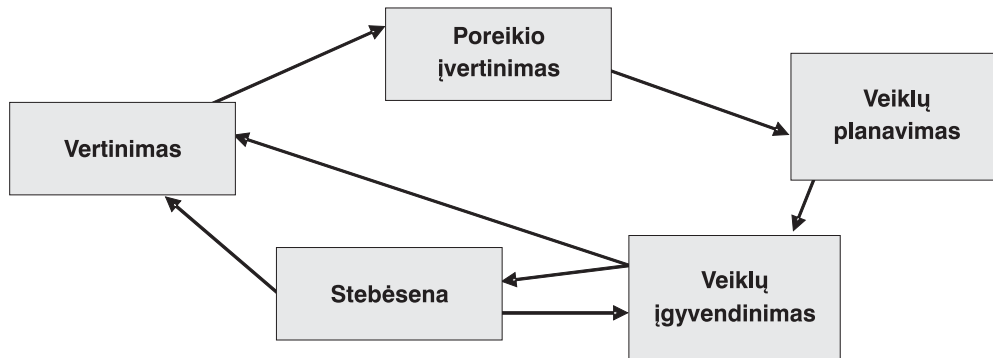 Poreikio
įvertinimas
Veiklų
planavimas
Vertinimas
Stebėsena
Veiklų
įgyvendinimas